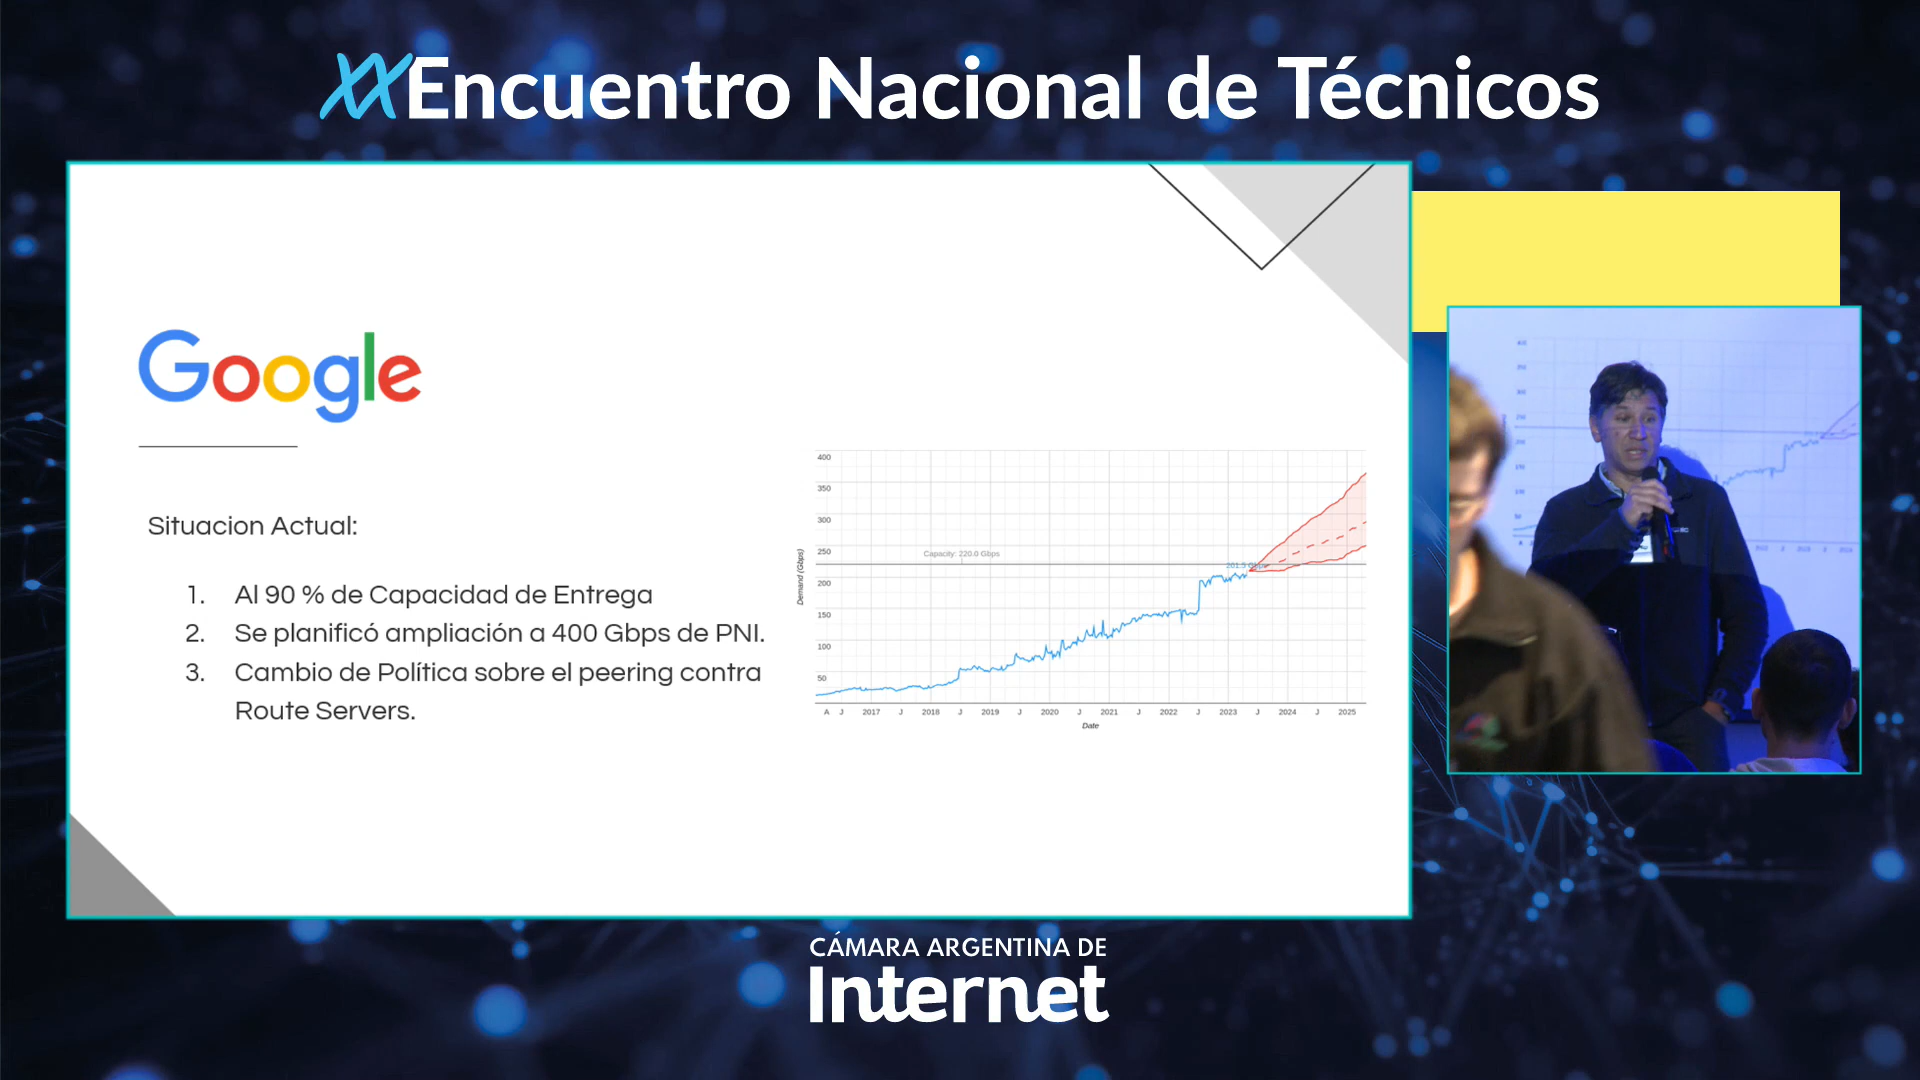 XX Encuentro Nacional de Técnicos
Google
Situacion Actual:
1. Al 90 % de Capacidad de Entrega
2. Se planificó ampliación a 400 Gbps de PNI.
3. Cambio de Política sobre el peering contra
Route Servers.
400
350
300
250
200
150
100
50
Demand (Gbps)
Capacity: 220.0 Gbps
201.5 Gbps
A J 2017 J 2018 J 2019 J 2020 J 2021 J 2022 J 2023 J 2024 J 2025
Date
CÁMARA ARGENTINA DE
Internet